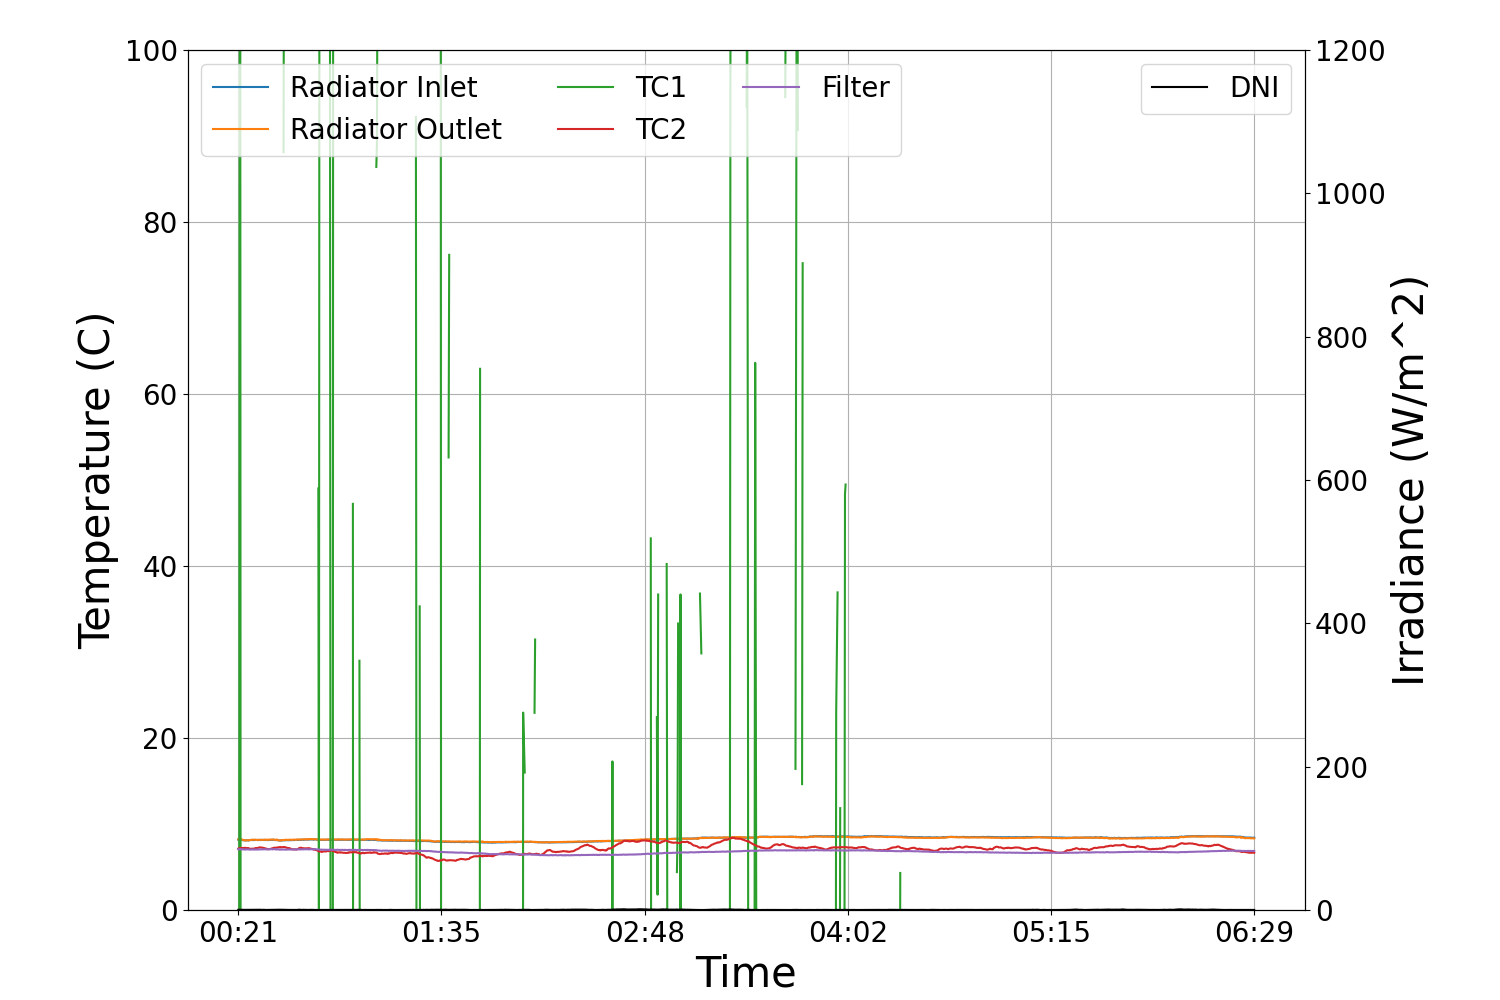 100
80
60
40
20
0
Temperature (C)
Radiator Inlet
Radiator Outlet
TC1
TC2
Filter
DNI
1200
1000
800
600
400
200
0
Irradiance (W/m^2)
00:21 01:35 02:48 04:02 05:15 06:29
Time